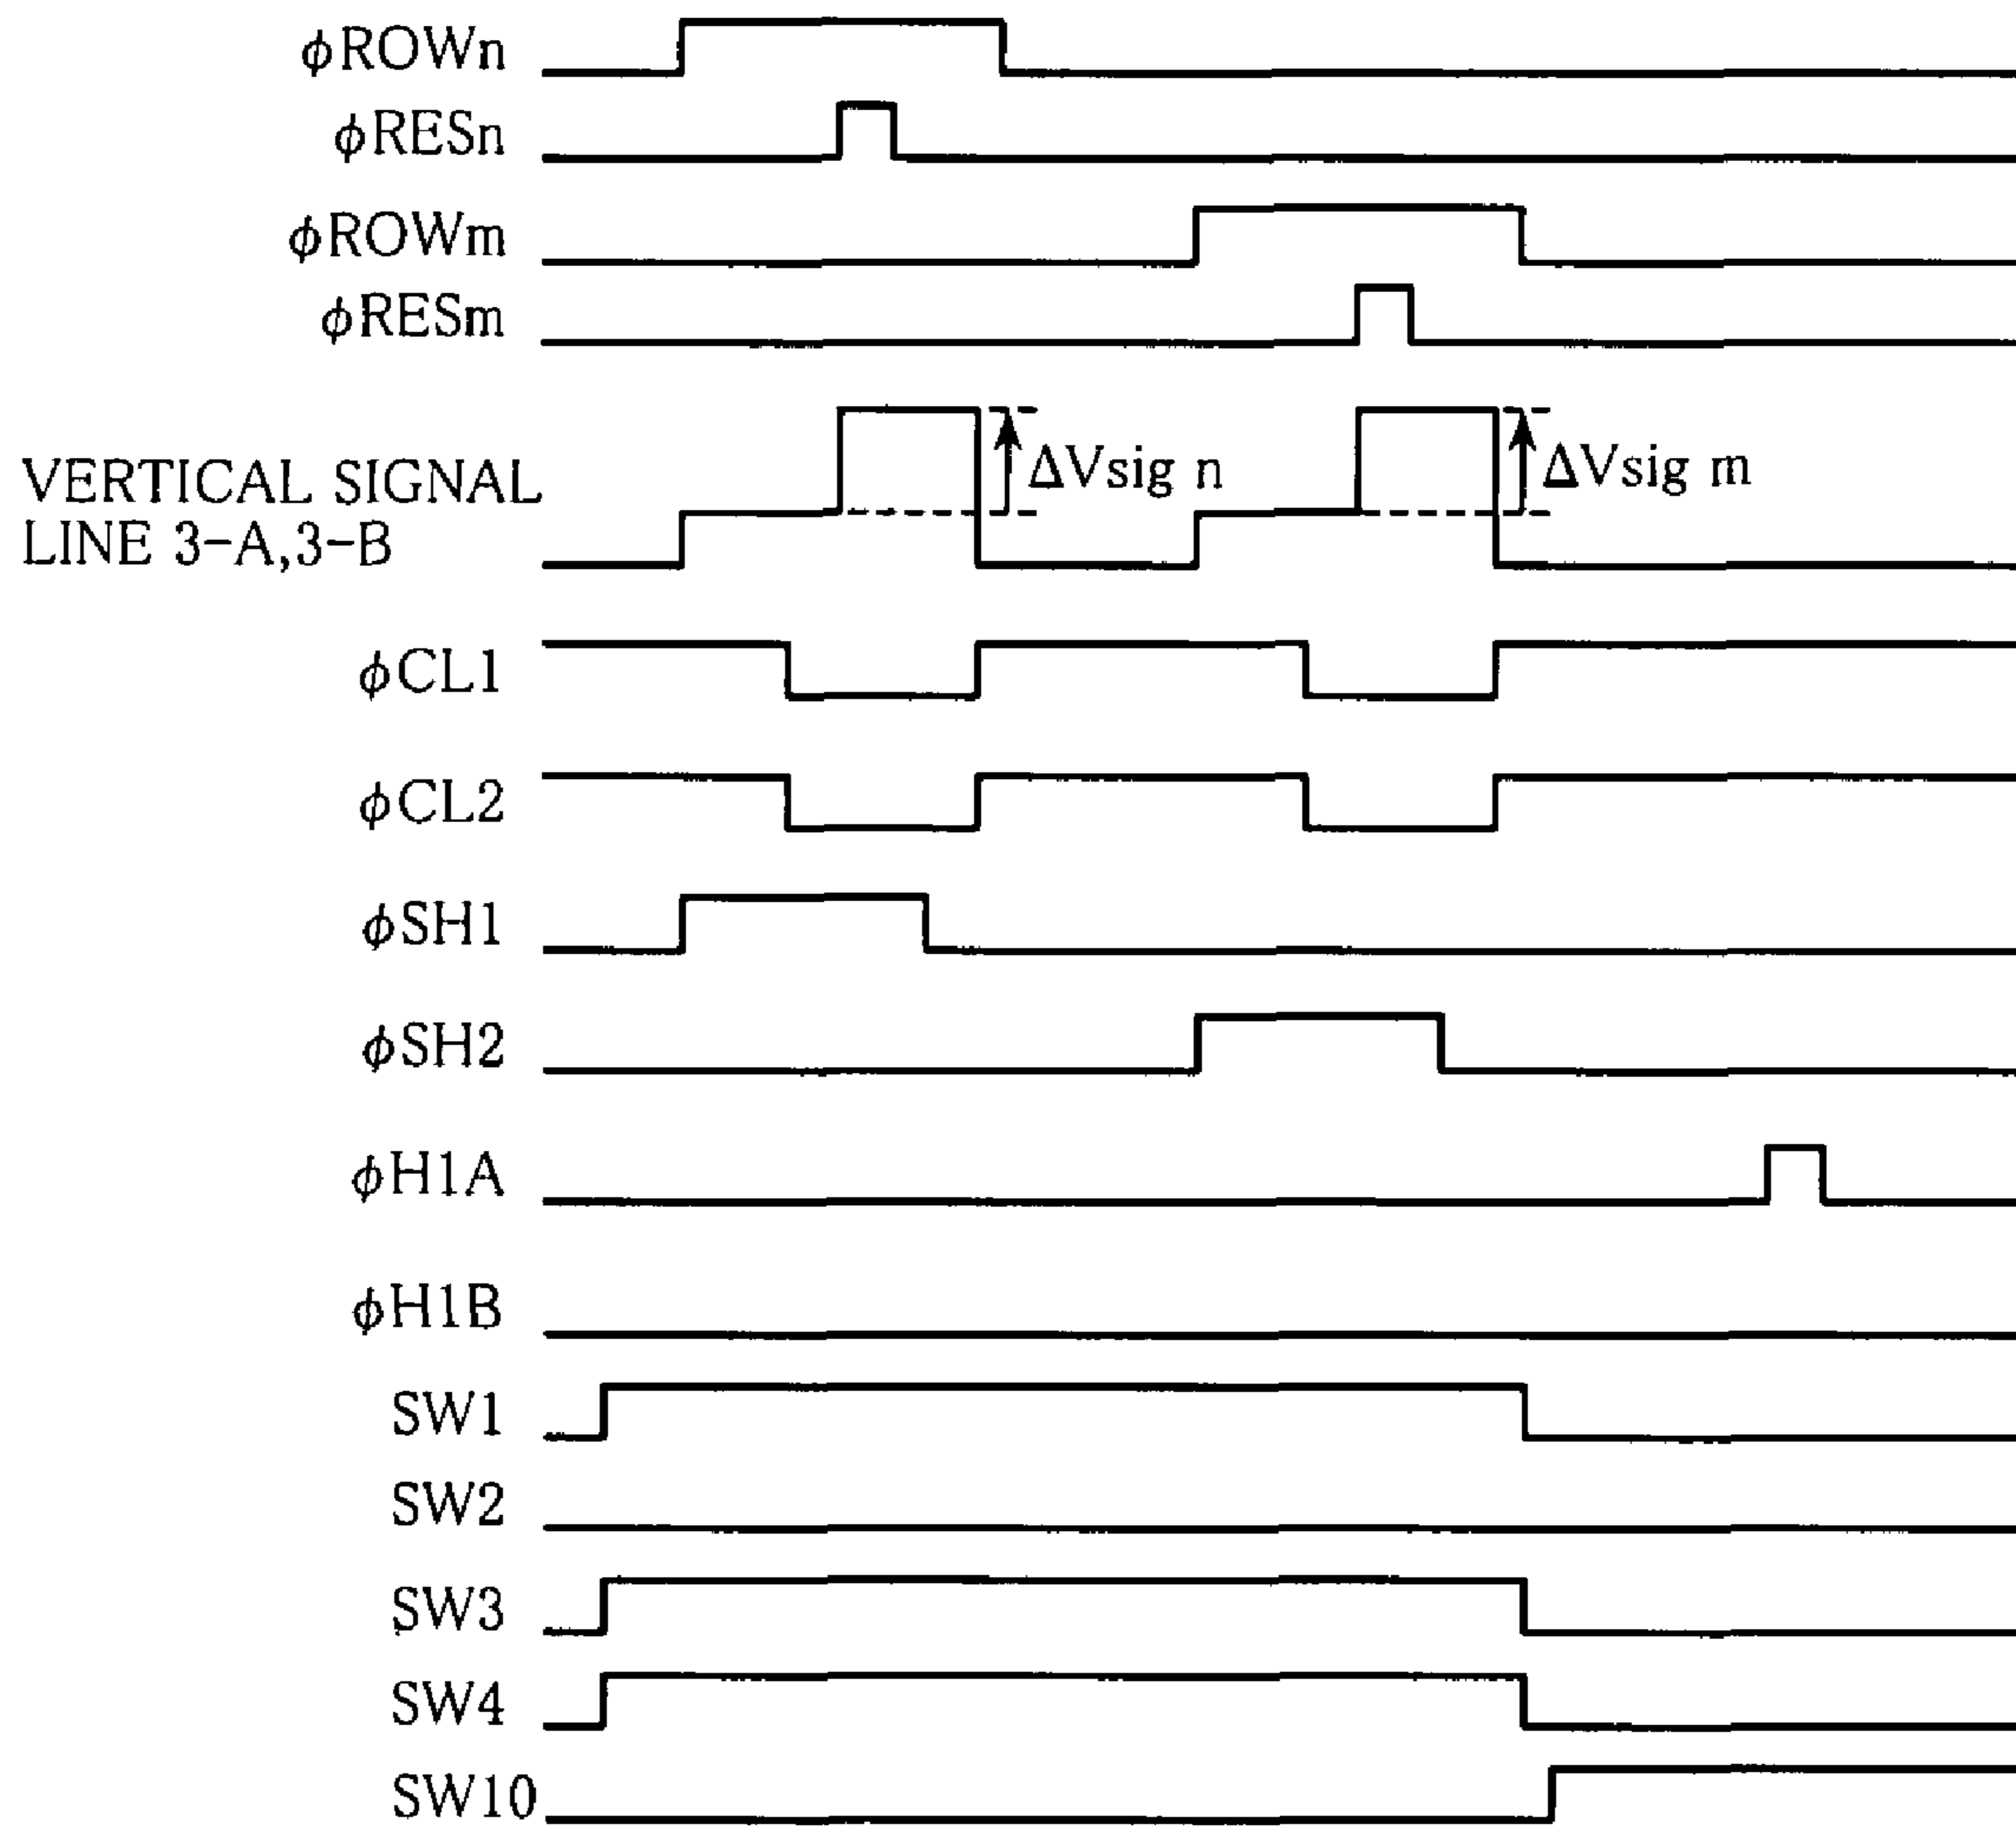 φROWn
φRESn
φROWm
φRESm
ΔVsig n
ΔVsig m
VERTICAL SIGNAL
LINE 3-A,3-B
φCL1
φCL2
φSH1
φSH2
φH1A
φH1B
SW1
SW2
SW3
SW4
SW10